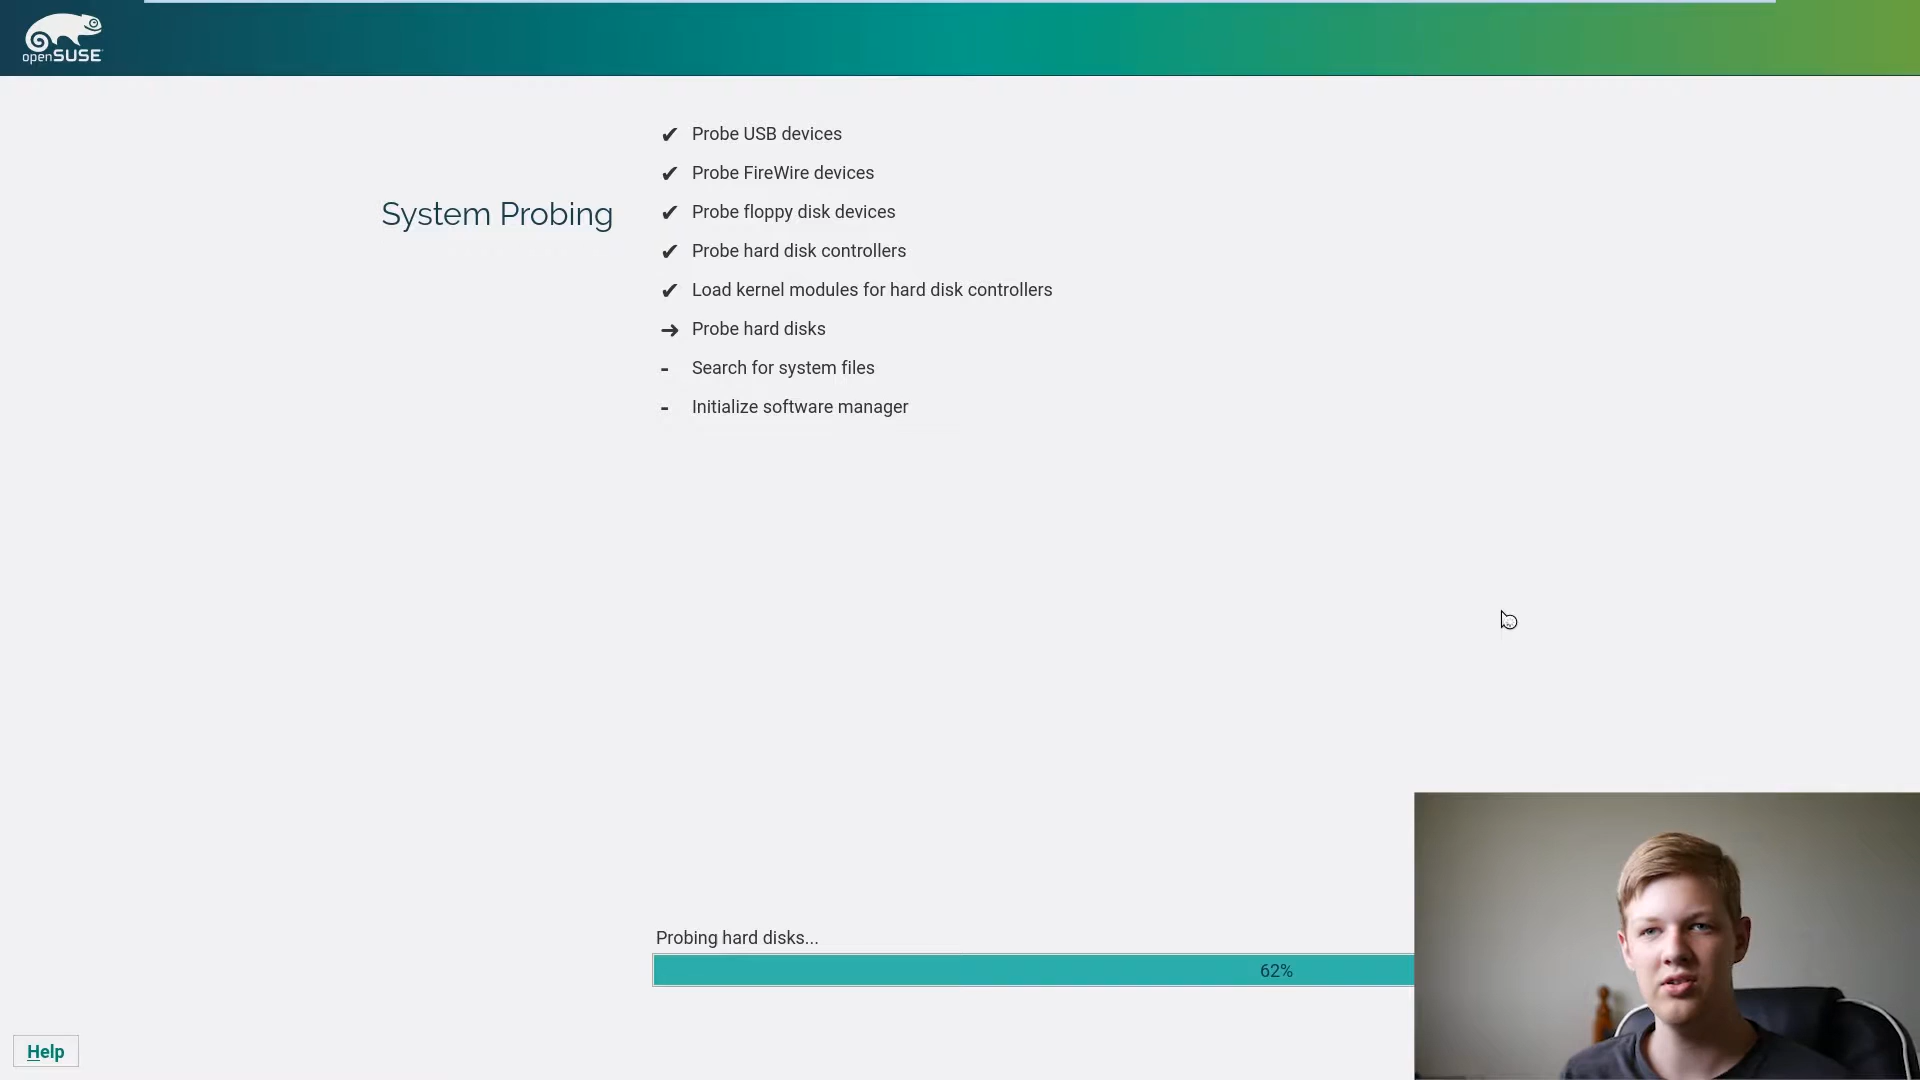 openSUSE
✔ Probe USB devices
✔ Probe FireWire devices
System Probing
✔ Probe floppy disk devices
✔ Probe hard disk controllers
✔ Load kernel modules for hard disk controllers
➜ Probe hard disks
- Search for system files
- Initialize software manager
Probing hard disks...
62%
Help